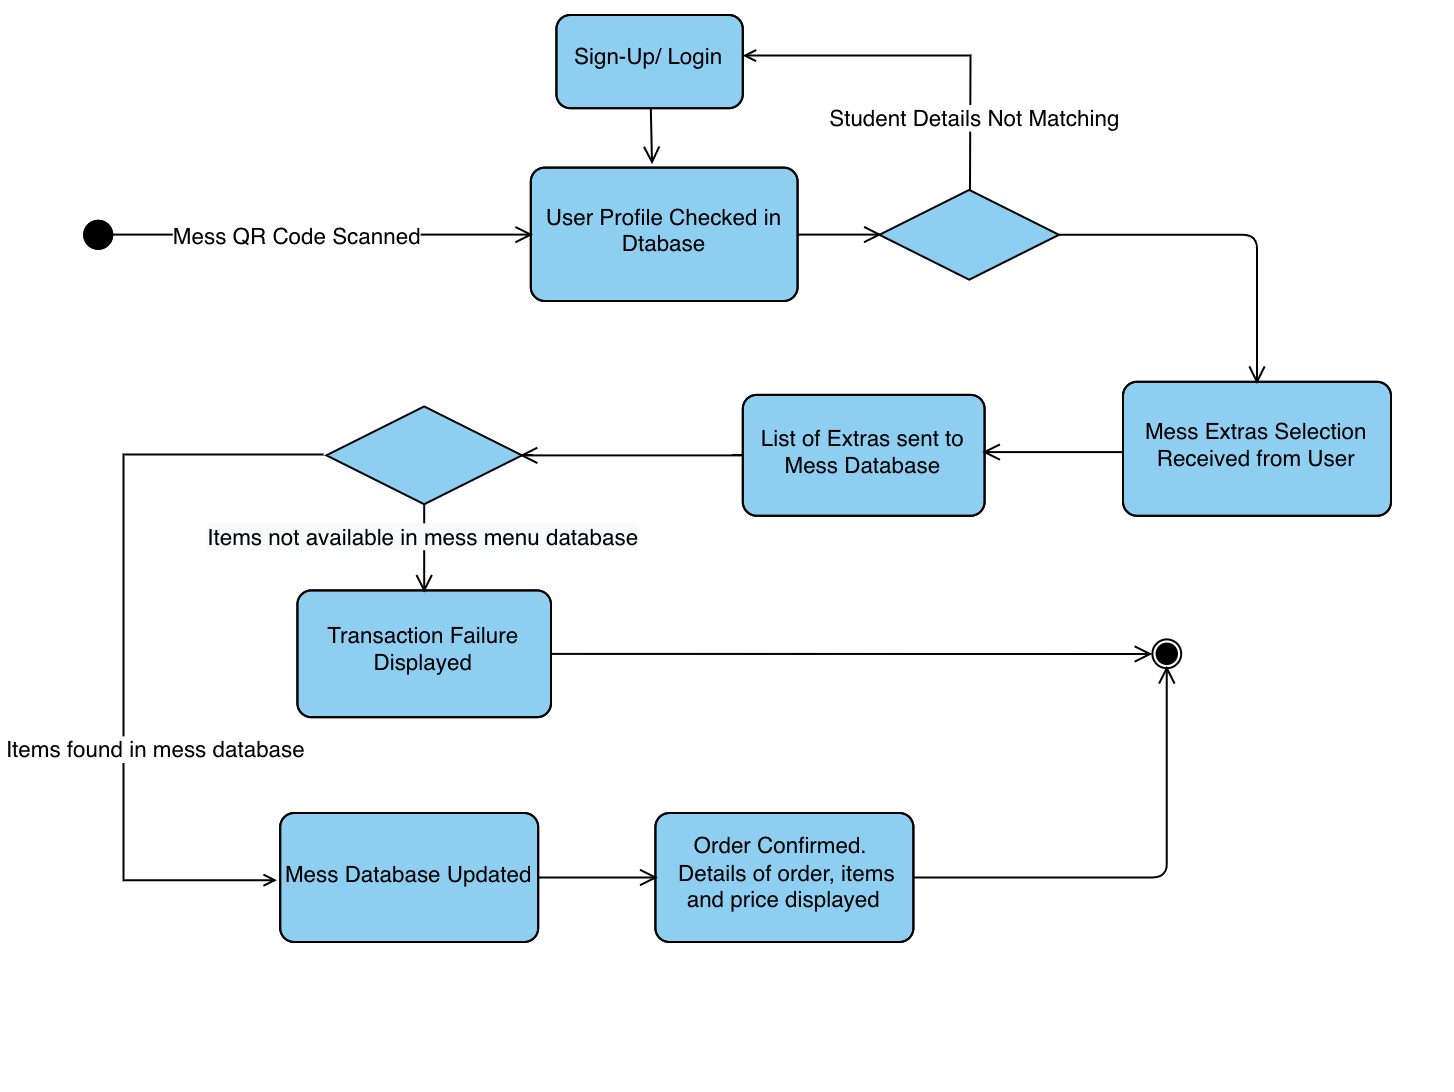 Sign-Up/ Login
Student Details Not Matching
Mess QR Code Scanned
User Profile Checked in
Dtabase
Mess Extras Selection
Received from User
List of Extras sent to
Mess Database
Items not available in mess menu database
Transaction Failure
Displayed
Items found in mess database
Mess Database Updated
Order Confirmed.
Details of order, items
and price displayed